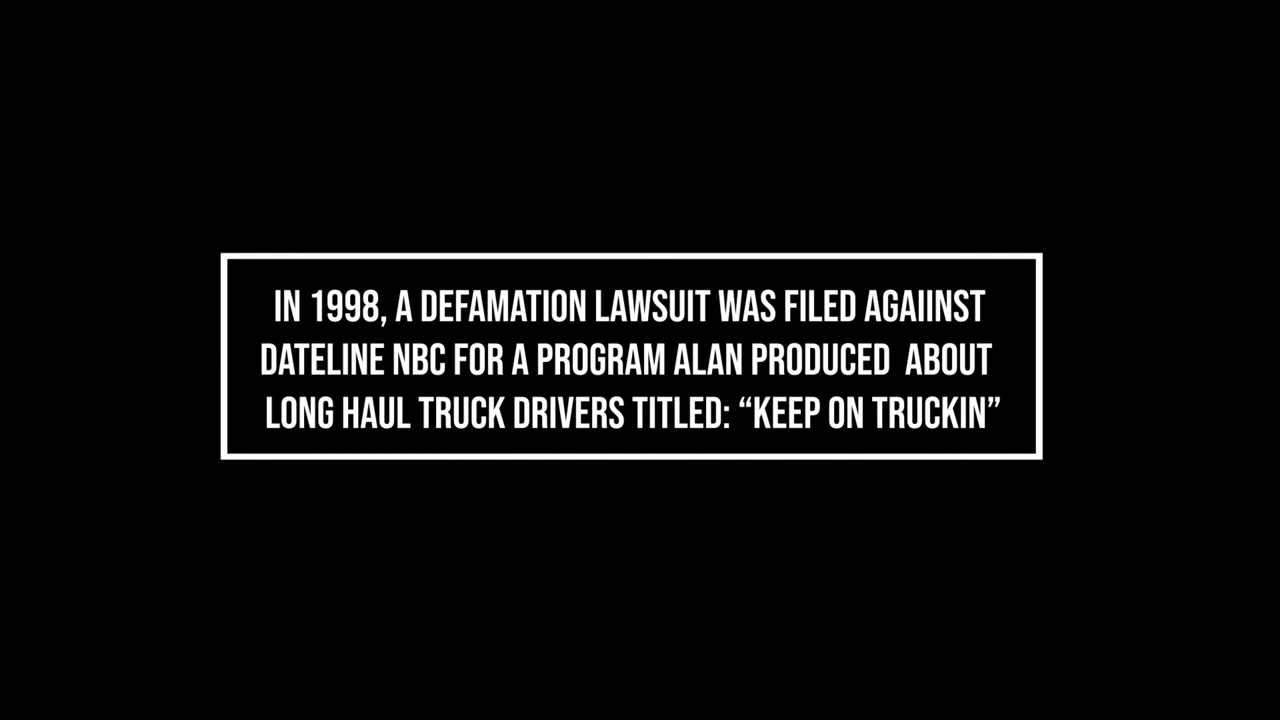 IN 1998, A DEFAMATION LAWSUIT WAS FILED AGAIINST
DATELINE NBC FOR A PROGRAM ALAN PRODUCED  ABOUT
LONG HAUL TRUCK DRIVERS TITLED: “KEEP ON TRUCKIN”